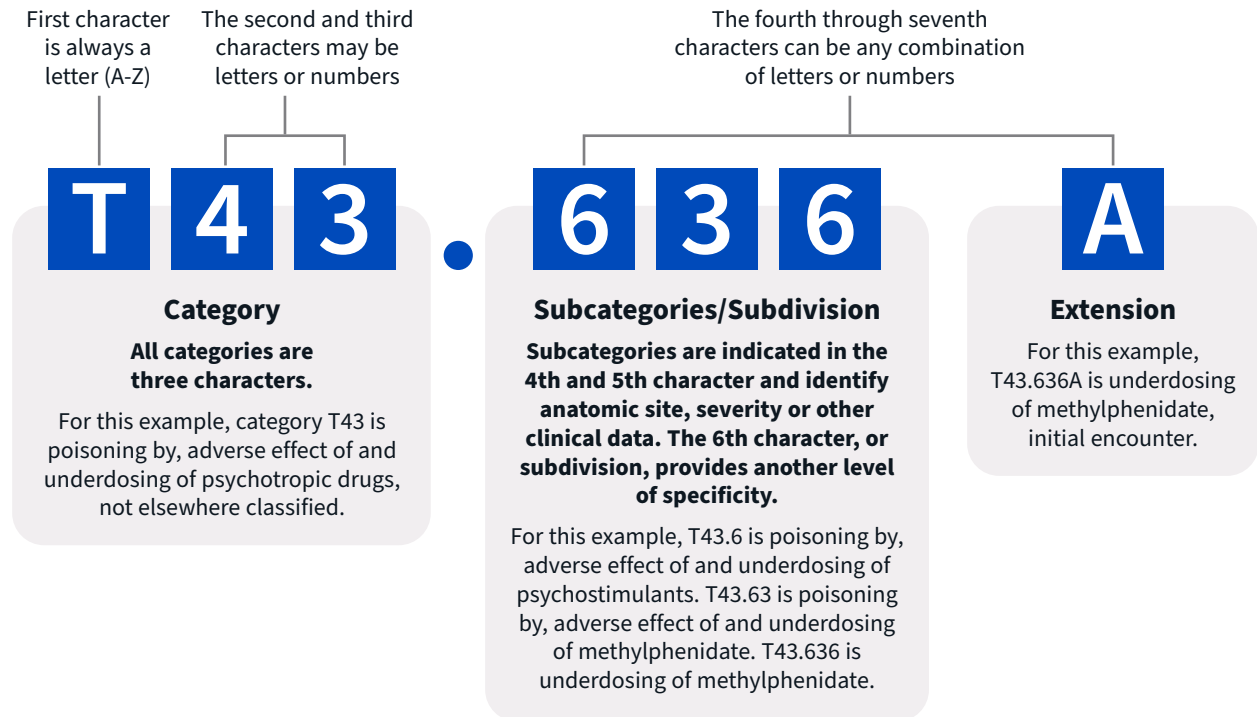 First character
is always a
letter (A-Z)
The second and third
characters may be
letters or numbers
The fourth through seventh
characters can be any combination
of letters or numbers
T 4 3 . 6 3 6 A
Category
All categories are
three characters.
For this example, category T43 is
poisoning by, adverse effect of and
underdosing of psychotropic drugs,
not elsewhere classified.
Subcategories/Subdivision
Subcategories are indicated in the
4th and 5th character and identify
anatomic site, severity or other
clinical data. The 6th character, or
subdivision, provides another level
of specificity.
For this example, T43.6 is poisoning by,
adverse effect of and underdosing of
psychostimulants. T43.63 is poisoning
by, adverse effect of and underdosing
of methylphenidate. T43.636 is
underdosing of methylphenidate.
Extension
For this example,
T43.636A is underdosing
of methylphenidate,
initial encounter.